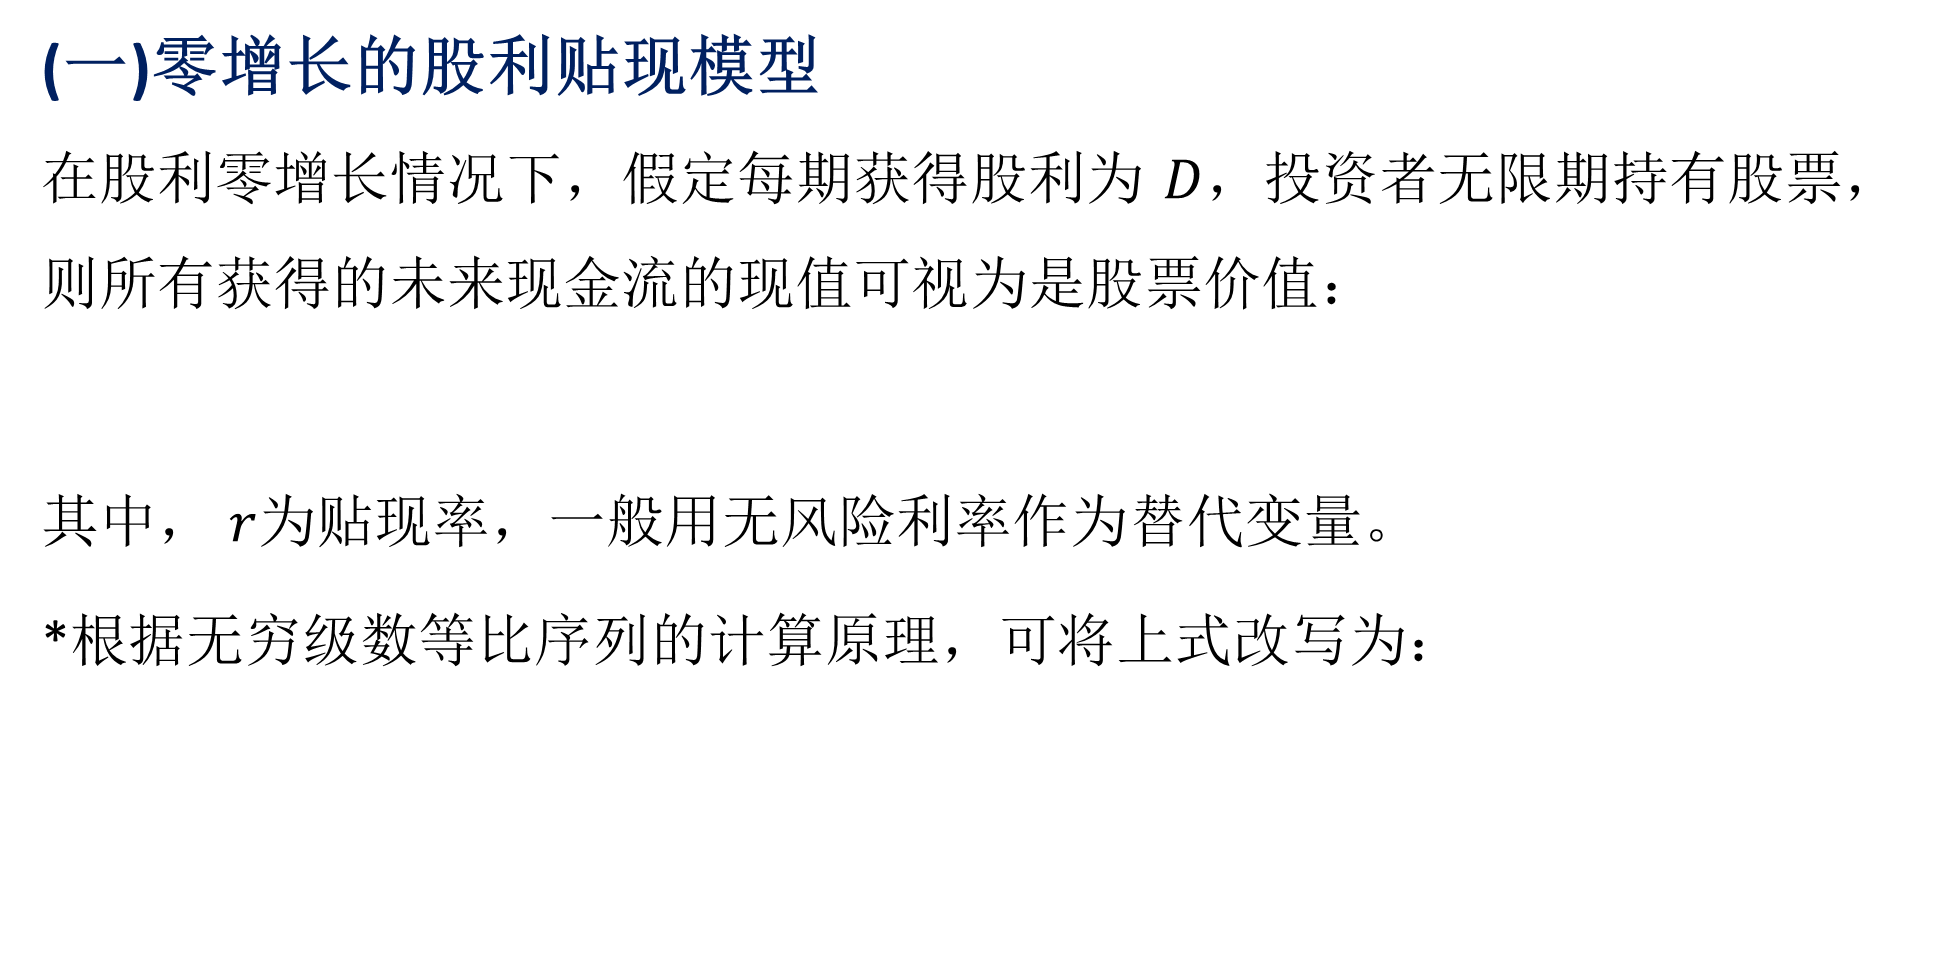 (一)零增长的股利贴现模型
在股利零增长情况下，假定每期获得股利为 D，投资者无限期持有股票，
则所有获得的未来现金流的现值可视为是股票价值：
其中， r为贴现率，一般用无风险利率作为替代变量。
*根据无穷级数等比序列的计算原理，可将上式改写为：